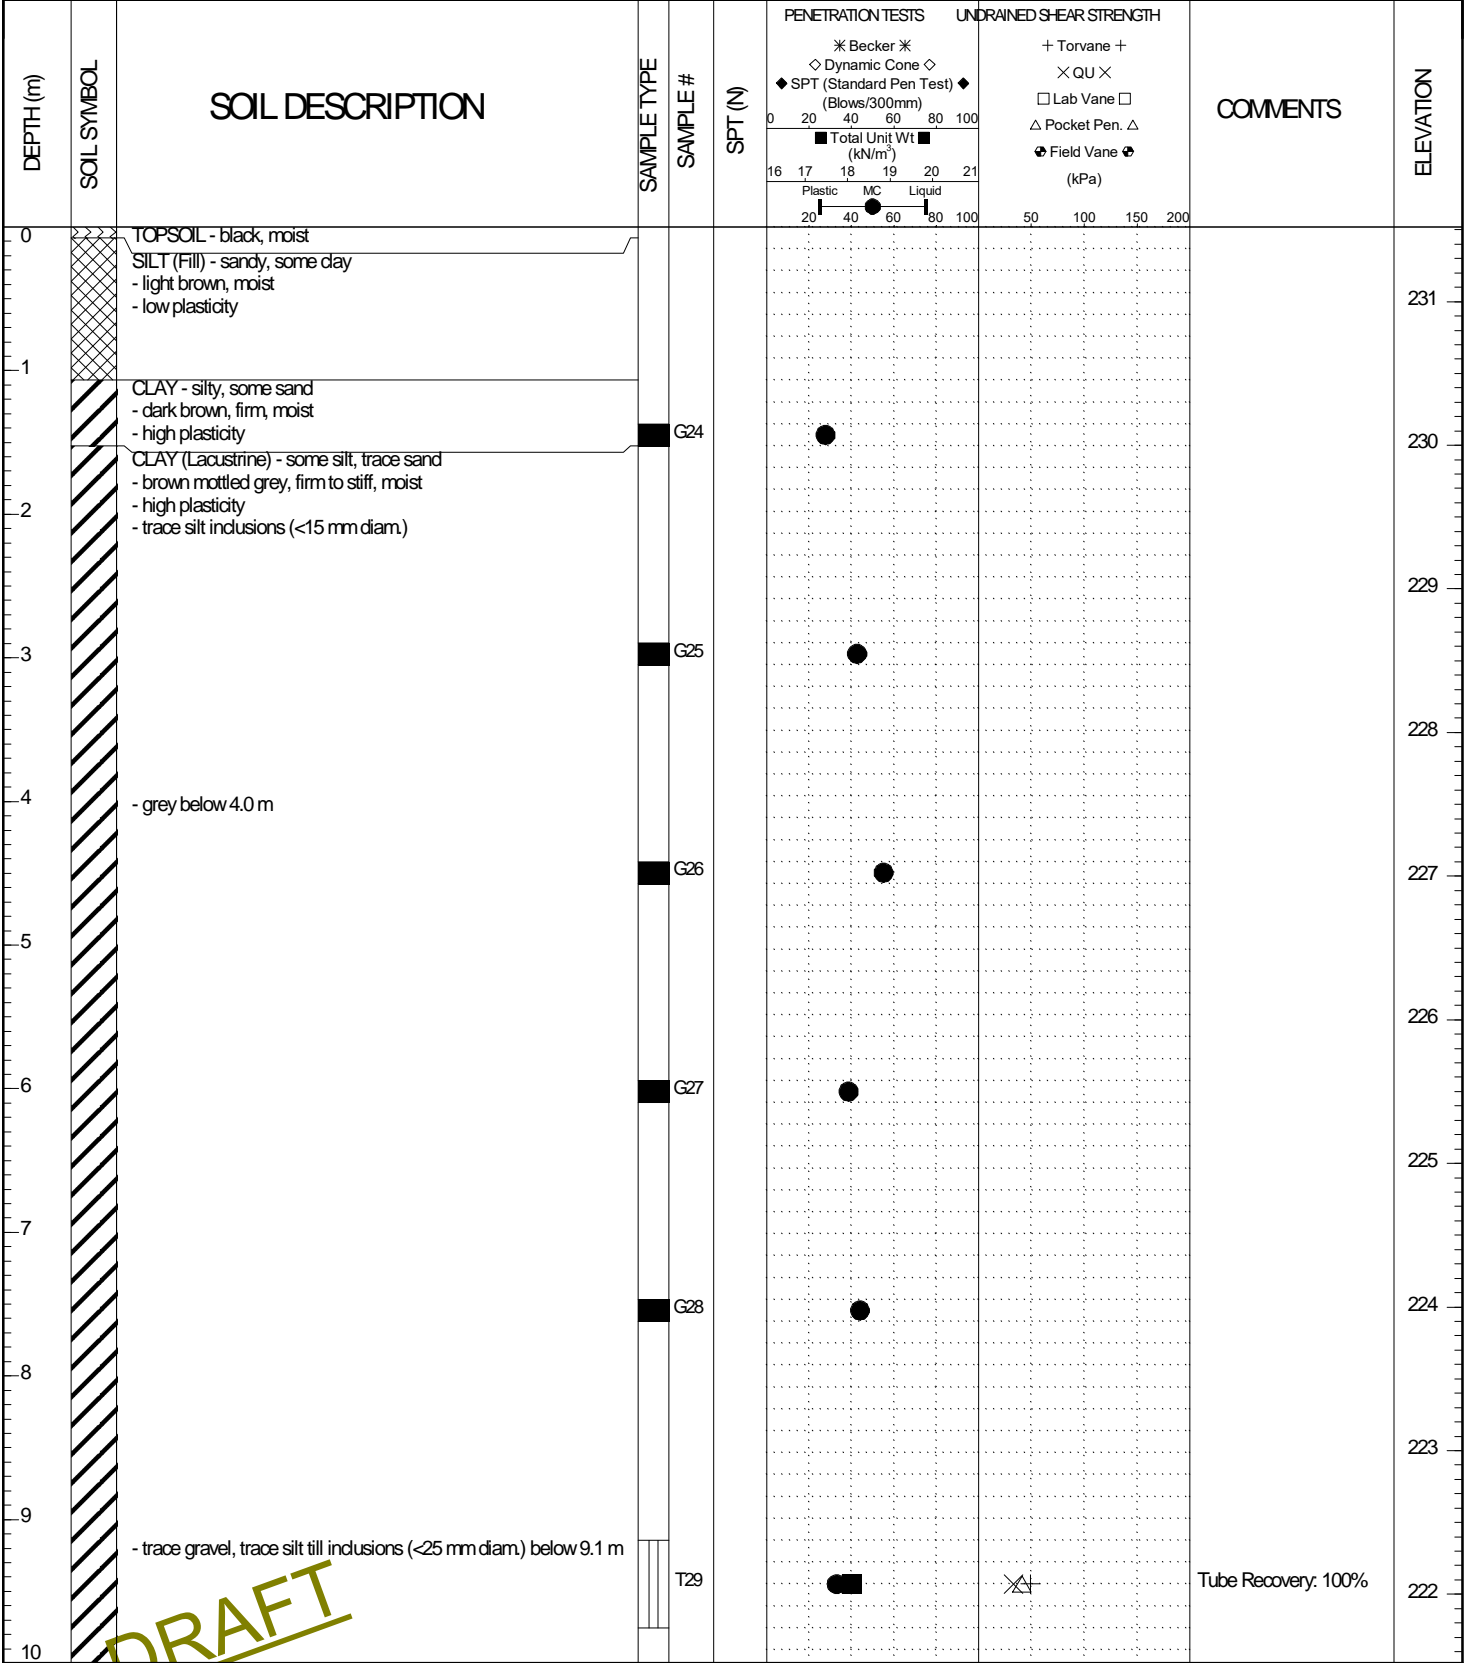 DEPTH (m)
SOIL SYMBOL
SOIL DESCRIPTION
SAMPLE TYPE
SAMPLE #
SPT (N)
PENETRATION TESTS
✳ Becker ✳
◇ Dynamic Cone ◇
◆ SPT (Standard Pen Test) ◆
(Blows/300mm)
0 20 40 60 80 100
■ Total Unit Wt ■
(kN/m³)
16 17 18 19 20 21
Plastic MC Liquid
20 40 60 80 100
UNDRAINED SHEAR STRENGTH
+ Torvane +
× QU ×
□ Lab Vane □
△ Pocket Pen. △
Field Vane
(kPa)
50 100 150 200
COMMENTS
ELEVATION
0
TOPSOIL - black, moist
SILT (Fill) - sandy, some clay
- light brown, moist
- low plasticity
231
1
CLAY - silty, some sand
- dark brown, firm, moist
- high plasticity
G24
230
CLAY (Lacustrine) - some silt, trace sand
- brown mottled grey, firm to stiff, moist
- high plasticity
- trace silt inclusions (<15 mm diam.)
2
229
3
G25
228
4
- grey below 4.0 m
G26
227
5
226
6
G27
225
7
G28
224
8
223
9
- trace gravel, trace silt till inclusions (<25 mm diam.) below 9.1 m
T29
Tube Recovery: 100%
222
DRAFT
10